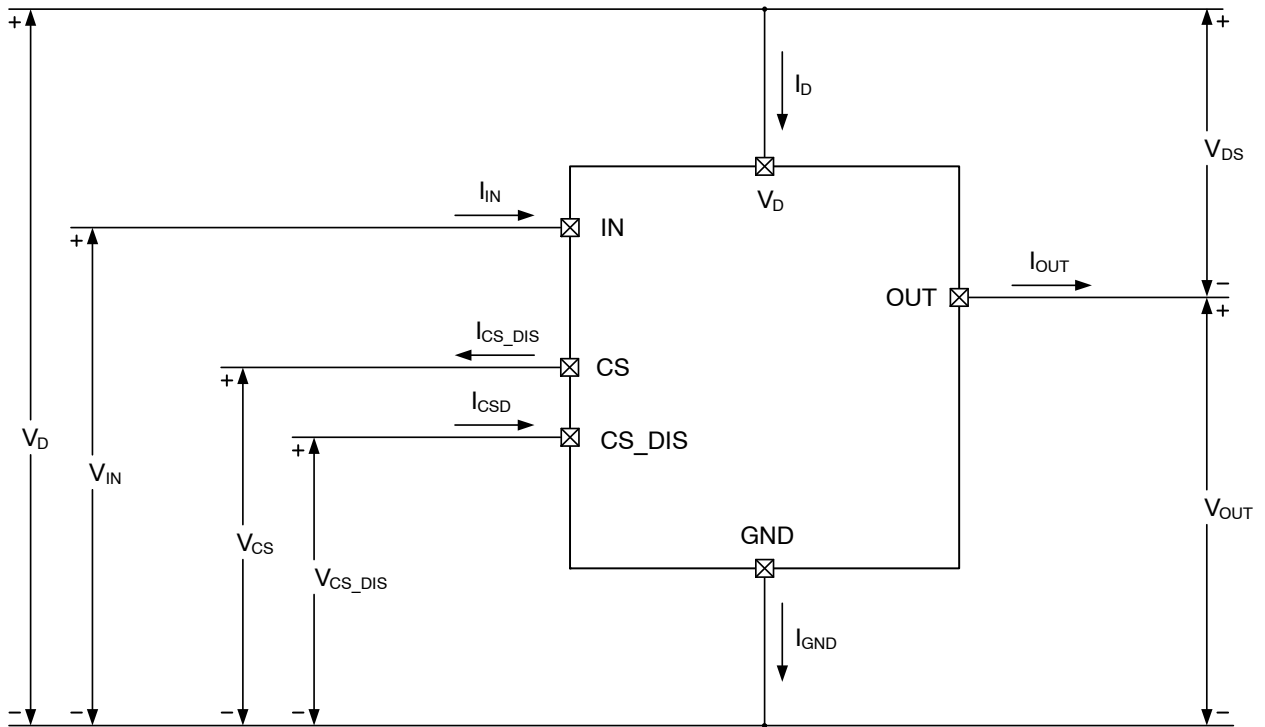 +
+
I_D
V_DS
I_IN
V_D
+
IN
I_OUT
OUT
−
+
I_CS_DIS
+
CS
I_CSD
V_D
+
CS_DIS
V_IN
V_OUT
V_CS
GND
V_CS_DIS
I_GND
−
−
−
−
−